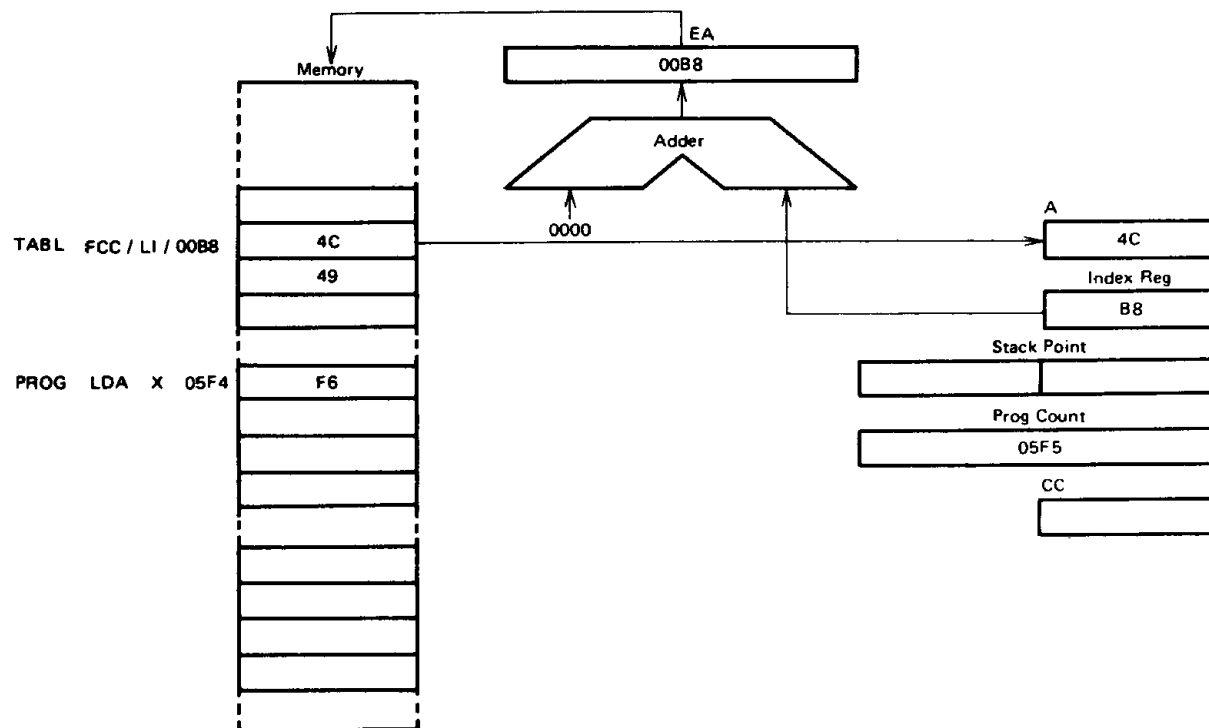 EA
00B8
Memory
Adder
0000
A
TABL FCC / LI / 00B8
4C
4C
49
Index Reg
B8
Stack Point
PROG LDA X 05F4
F6
Prog Count
05F5
CC